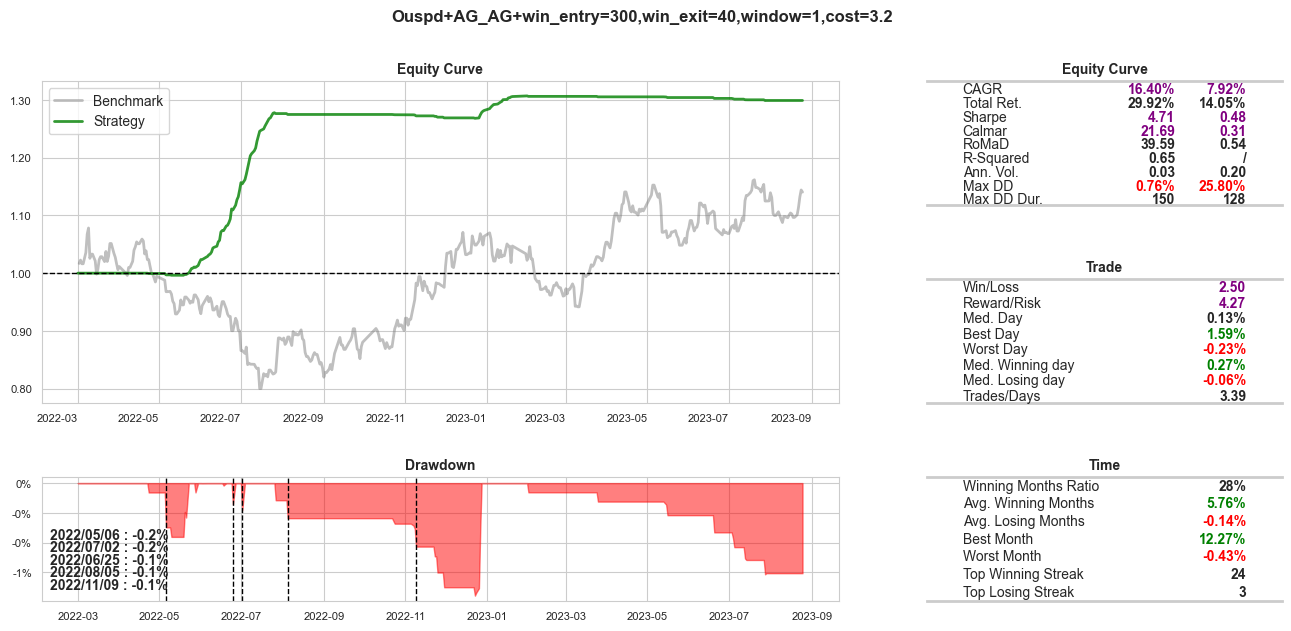 Ouspd+AG_AG+win_entry=300,win_exit=40,window=1,cost=3.2
Equity Curve
Benchmark
Strategy
1.30
1.20
1.10
1.00
0.90
0.80
2022-03 2022-05 2022-07 2022-09 2022-11 2023-01 2023-03 2023-05 2023-07 2023-09
Equity Curve
CAGR 16.40% 7.92%
Total Ret. 29.92% 14.05%
Sharpe 4.71 0.48
Calmar 21.69 0.31
RoMaD 39.59 0.54
R-Squared 0.65 /
Ann. Vol. 0.03 0.20
Max DD 0.76% 25.80%
Max DD Dur. 150 128
Trade
Win/Loss 2.50
Reward/Risk 4.27
Med. Day 0.13%
Best Day 1.59%
Worst Day -0.23%
Med. Winning day 0.27%
Med. Losing day -0.06%
Trades/Days 3.39
Drawdown
0%
-0%
-0%
-1%
2022/05/06 : -0.2%
2022/07/02 : -0.2%
2022/06/25 : -0.1%
2022/08/05 : -0.1%
2022/11/09 : -0.1%
2022-03 2022-05 2022-07 2022-09 2022-11 2023-01 2023-03 2023-05 2023-07 2023-09
Time
Winning Months Ratio 28%
Avg. Winning Months 5.76%
Avg. Losing Months -0.14%
Best Month 12.27%
Worst Month -0.43%
Top Winning Streak 24
Top Losing Streak 3